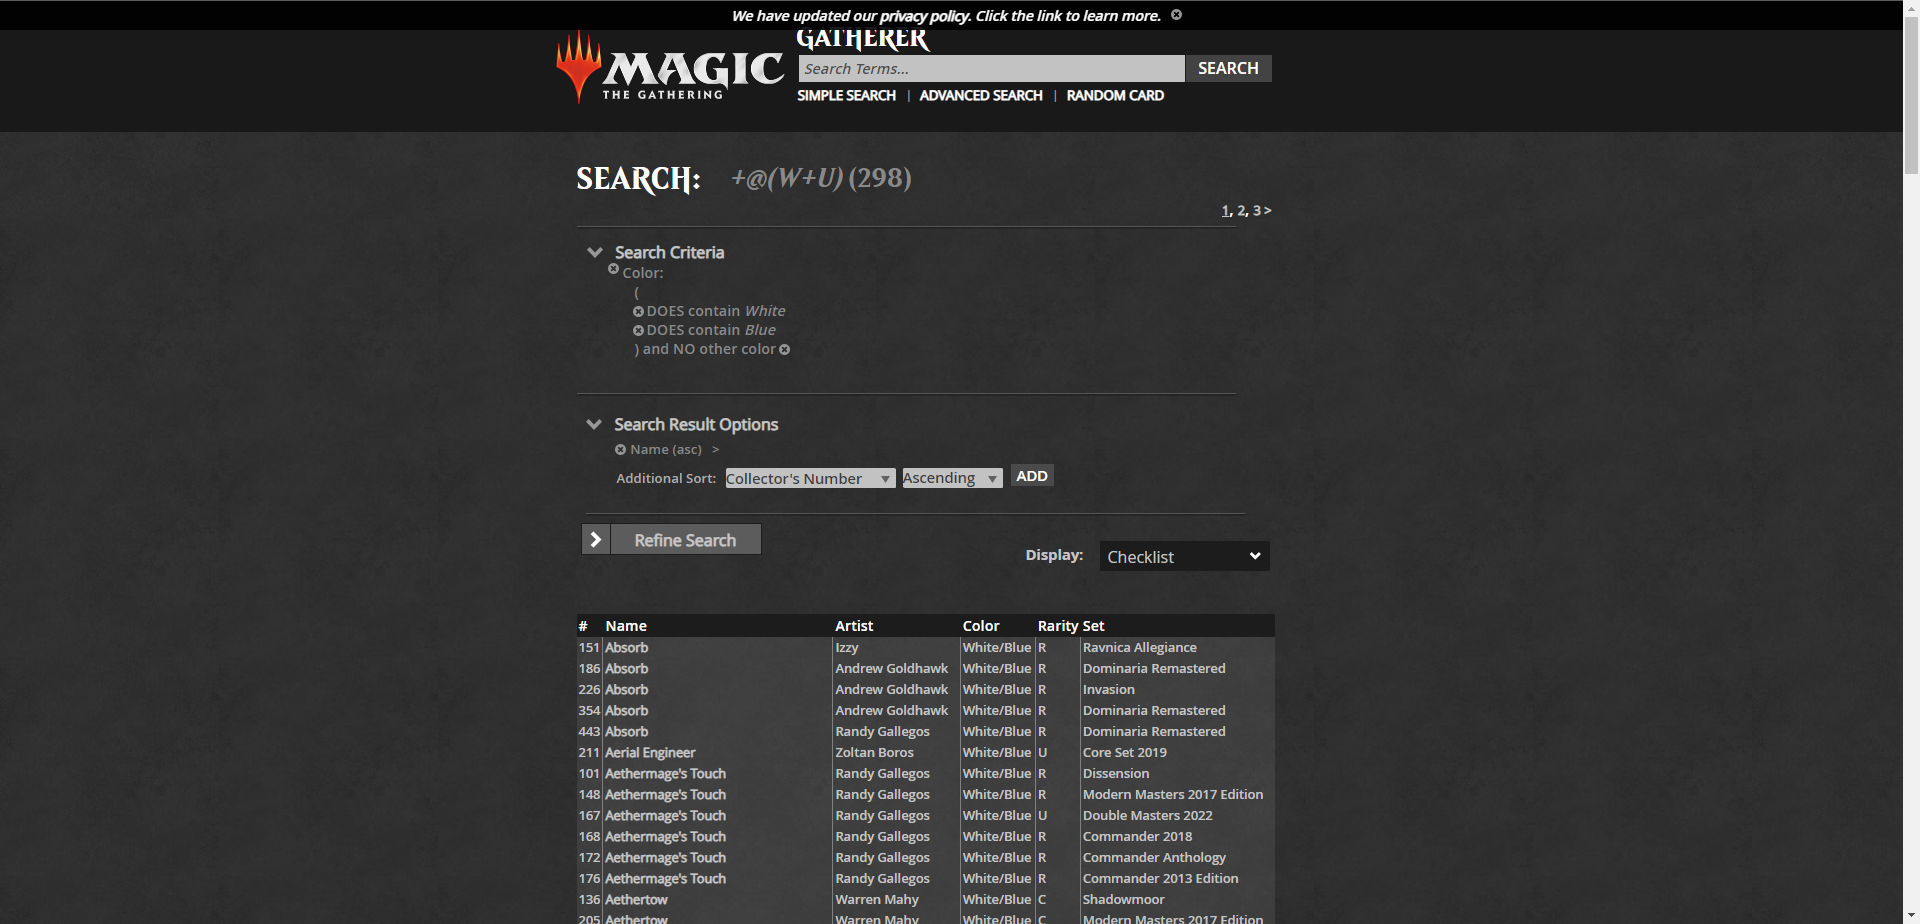 We have updated our privacy policy. Click the link to learn more.
MAGIC
THE GATHERING
GATHERER
Search Terms...
SEARCH
SIMPLE SEARCH | ADVANCED SEARCH | RANDOM CARD
SEARCH: +@(W+U) (298)
1, 2, 3 >
Search Criteria
Color:
(
DOES contain White
DOES contain Blue
) and NO other color
Search Result Options
Name (asc) >
Additional Sort: Collector's Number Ascending ADD
Refine Search
Display: Checklist
# Name Artist Color Rarity Set
151 Absorb Izzy White/Blue R Ravnica Allegiance
186 Absorb Andrew Goldhawk White/Blue R Dominaria Remastered
226 Absorb Andrew Goldhawk White/Blue R Invasion
354 Absorb Andrew Goldhawk White/Blue R Dominaria Remastered
443 Absorb Randy Gallegos White/Blue R Dominaria Remastered
211 Aerial Engineer Zoltan Boros White/Blue U Core Set 2019
101 Aethermage's Touch Randy Gallegos White/Blue R Dissension
148 Aethermage's Touch Randy Gallegos White/Blue R Modern Masters 2017 Edition
167 Aethermage's Touch Randy Gallegos White/Blue U Double Masters 2022
168 Aethermage's Touch Randy Gallegos White/Blue R Commander 2018
172 Aethermage's Touch Randy Gallegos White/Blue R Commander Anthology
176 Aethermage's Touch Randy Gallegos White/Blue R Commander 2013 Edition
136 Aethertow Warren Mahy White/Blue C Shadowmoor
205 Aethertow Warren Mahy White/Blue C Modern Masters 2017 Edition